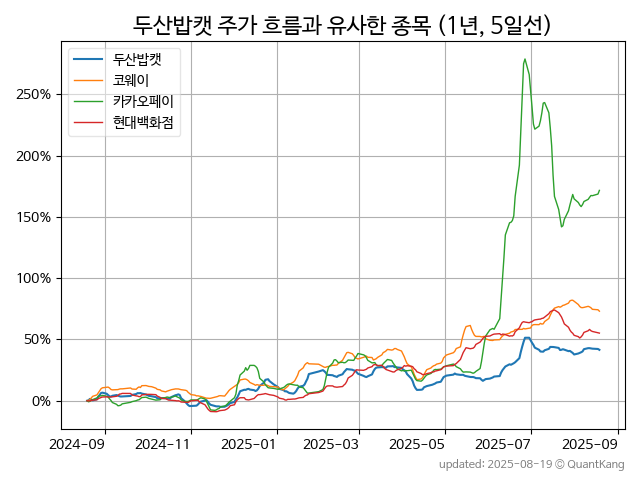 두산밥캣 주가 흐름과 유사한 종목 (1년, 5일선)
두산밥캣
코웨이
카카오페이
현대백화점
250%
200%
150%
100%
50%
0%
2024-09 2024-11 2025-01 2025-03 2025-05 2025-07 2025-09
updated: 2025-08-19 © QuantKang